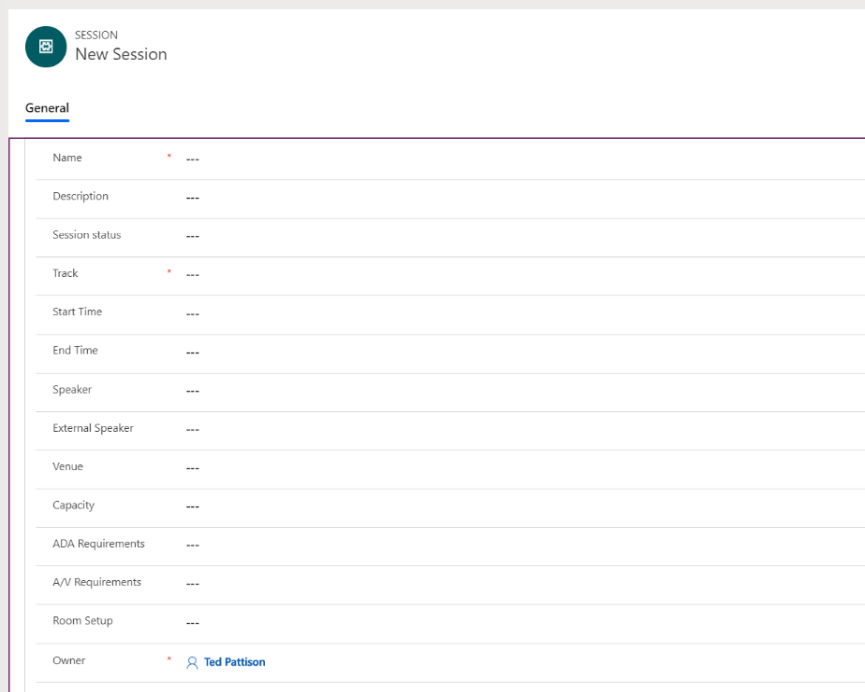 SESSION
New Session
General
Name * ---
Description ---
Session status ---
Track * ---
Start Time ---
End Time ---
Speaker ---
External Speaker ---
Venue ---
Capacity ---
ADA Requirements ---
A/V Requirements ---
Room Setup ---
Owner * Ted Pattison